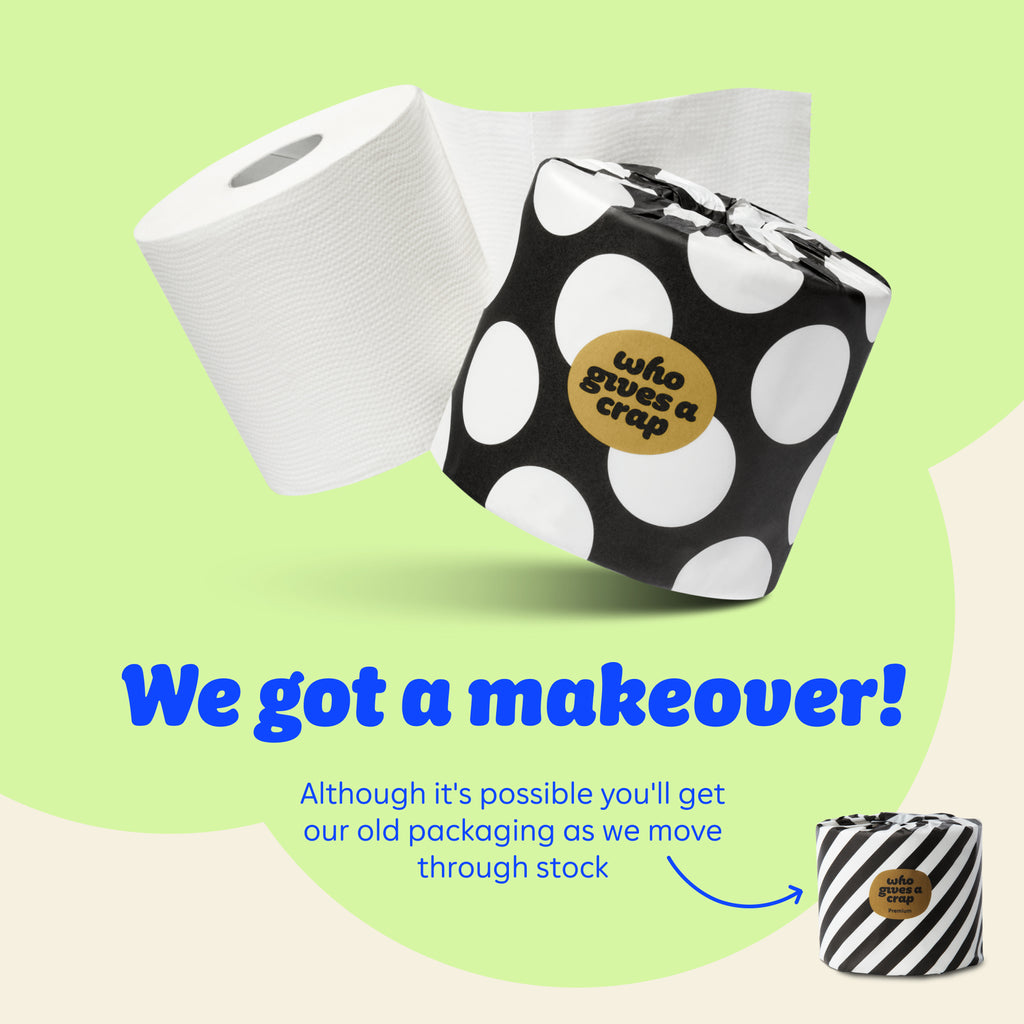 who
gives a
crap
We got a makeover!
Although it's possible you'll get
our old packaging as we move
through stock
who
gives a
crap
Premium